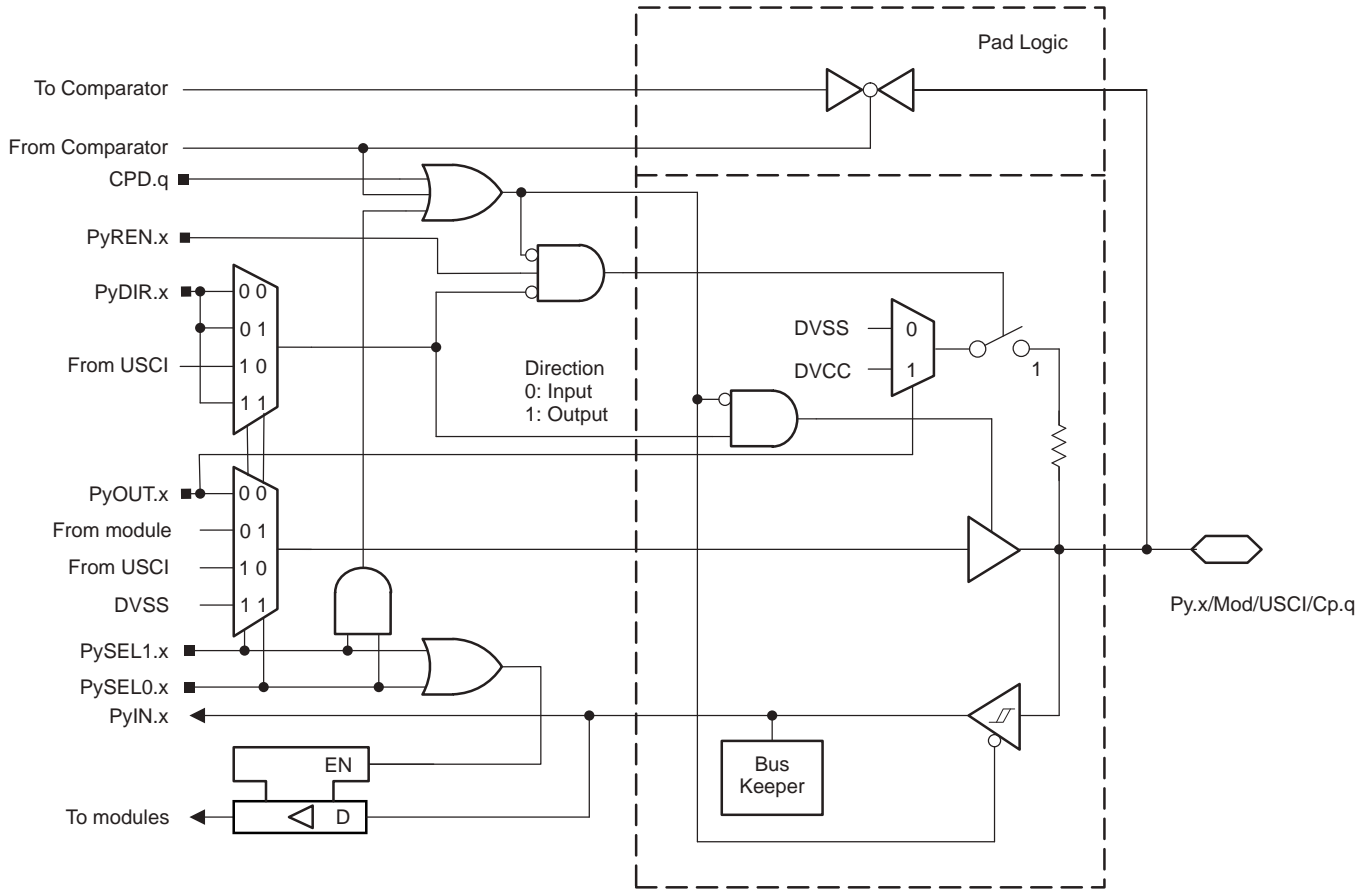 Pad Logic
To Comparator
From Comparator
CPD.q
PyREN.x
PyDIR.x
0 0
0 1
From USCI
1 0
1 1
Direction
0: Input
1: Output
DVSS
0
DVCC
1
1
PyOUT.x
0 0
From module
0 1
From USCI
1 0
DVSS
1 1
Py.x/Mod/USCI/Cp.q
PySEL1.x
PySEL0.x
PyIN.x
Bus
Keeper
EN
To modules
D